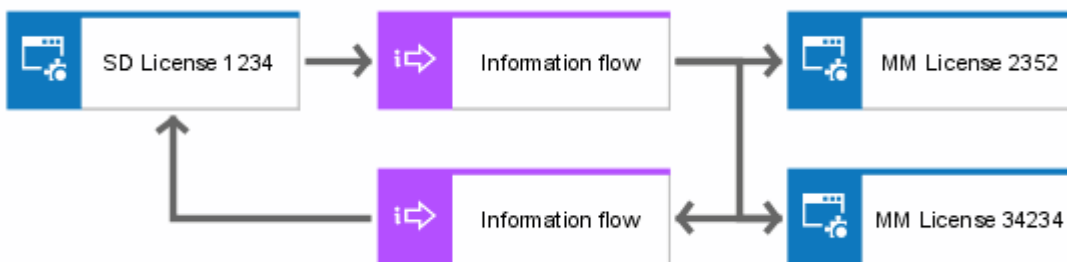 SD License 1234
Information flow
MM License 2352
Information flow
MM License 34234